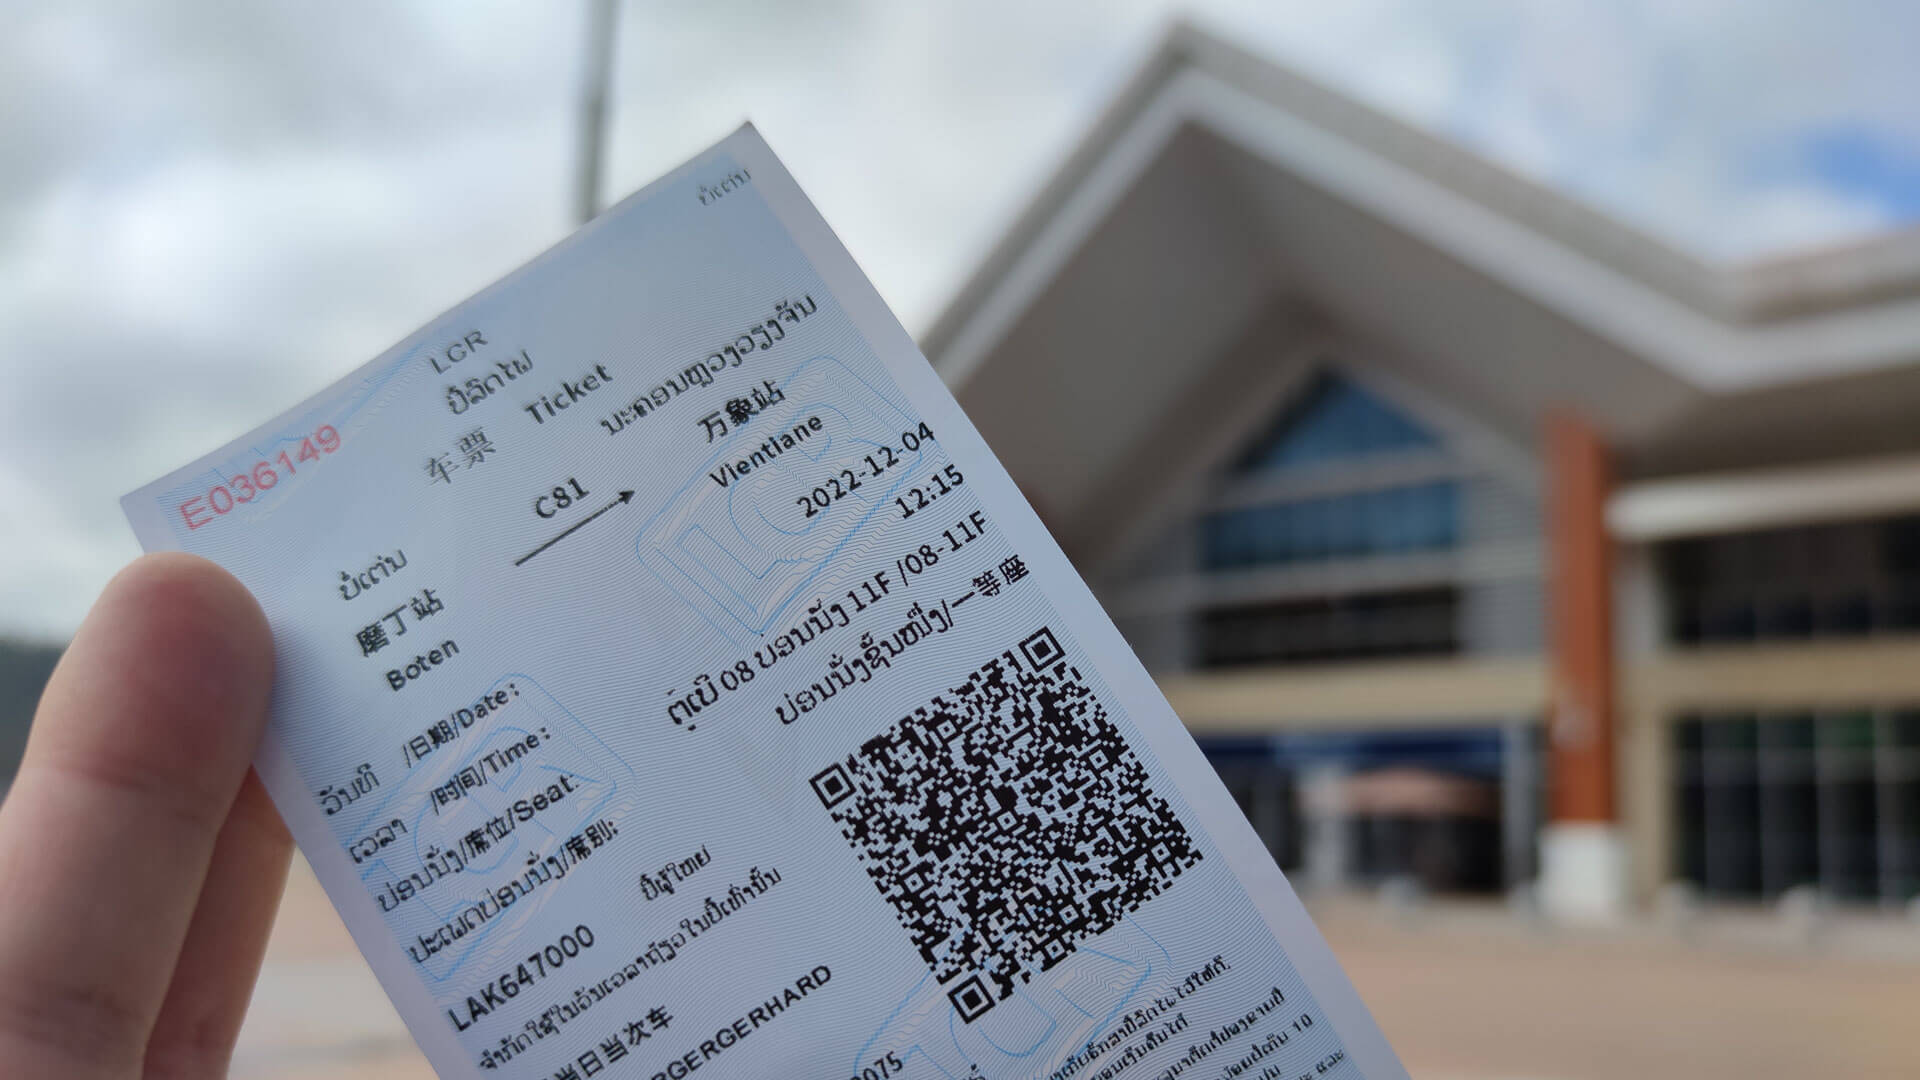 ບໍ່ເຕ່ນ
LCR
E036149
ປີ້ລົດໄຟ
车票 Ticket
ບໍ່ເຕ່ນ C81 ນະຄອນຫຼວງວຽງຈັນ
磨丁站 万象站
Boten Vientiane
ວັນທີ /日期/Date: 2022-12-04
ເວລາ /时间/Time: 12:15
ບ່ອນນັ່ງ/席位/Seat: ຕູ້ເບີ 08 ບ່ອນນັ່ງ 11F /08-11F
ປະເພດບ່ອນນັ່ງ/席别: ບ່ອນນັ່ງຊັ້ນໜຶ່ງ/一等座
LAK647000 ປີ້ຜູ້ໃຫຍ່
当日当次车
RGERGERHARD